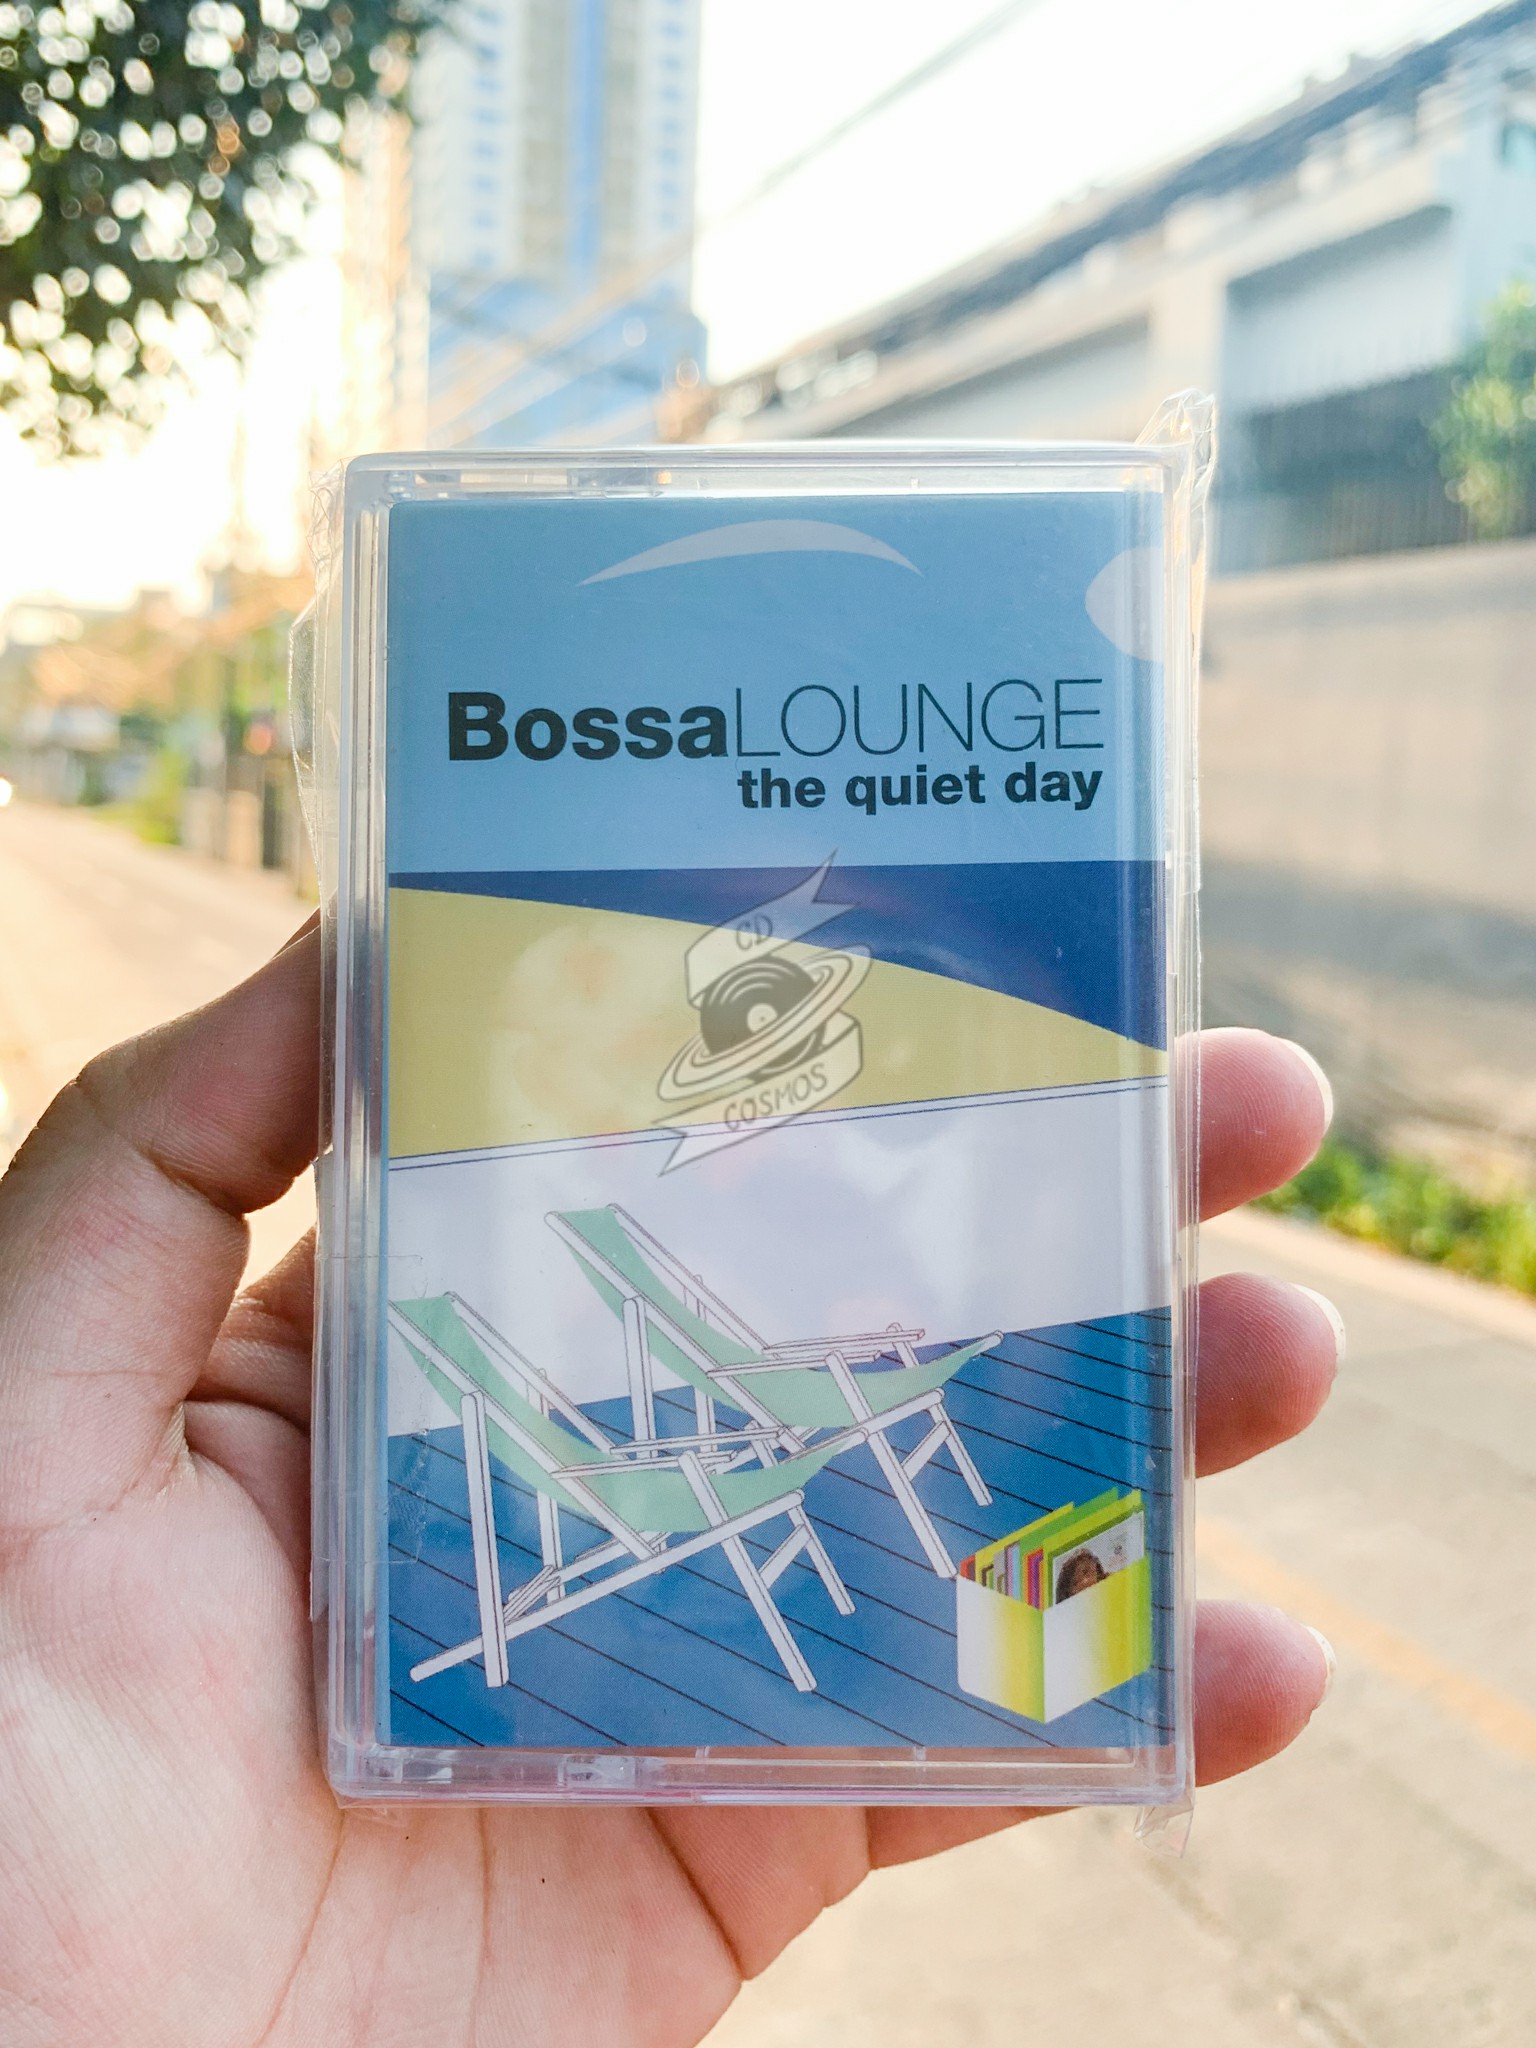 BossaLOUNGE
the quiet day
CD
COSMOS